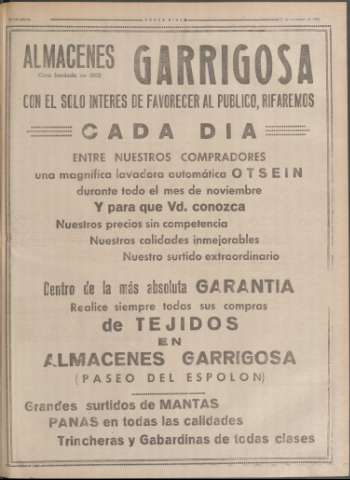 NUEVA RIOJA
ALMACENES GARRIGOSA
Casa fundada en
CON EL SOLO INTERES DE FAVORECER AL PUBLICO, RIFAREMOS
CADA DIA
ENTRE NUESTROS COMPRADORES
una magnífica lavadora automática OTSEIN
durante todo el mes de noviembre
Y para que Vd. conozca
Nuestros precios sin competencia
Nuestras calidades inmejorables
Nuestro surtido extraordinario
Centro de la más absoluta GARANTIA
Realice siempre todas sus compras
de TEJIDOS
EN
ALMACENES GARRIGOSA
(PASEO DEL ESPOLON)
Grandes surtidos de MANTAS
PANAS en todas las calidades
Trincheras y Gabardinas de todas clases